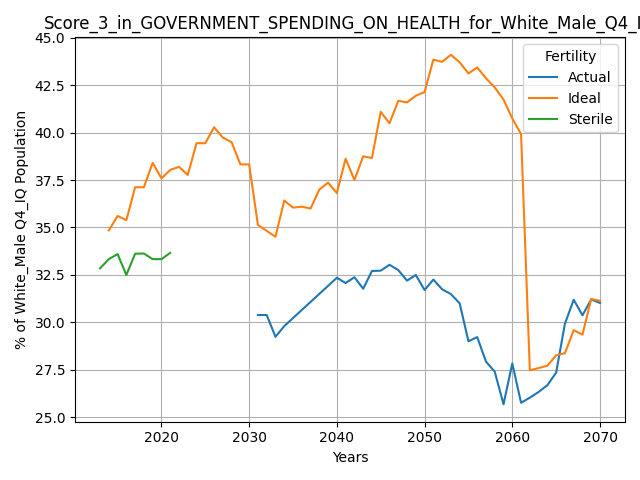 Score_3_in_GOVERNMENT_SPENDING_ON_HEALTH_for_White_Male_Q4_I
Fertility
Actual
Ideal
Sterile
% of White_Male Q4_IQ Population
45.0
42.5
40.0
37.5
35.0
32.5
30.0
27.5
25.0
2020 2030 2040 2050 2060 2070
Years